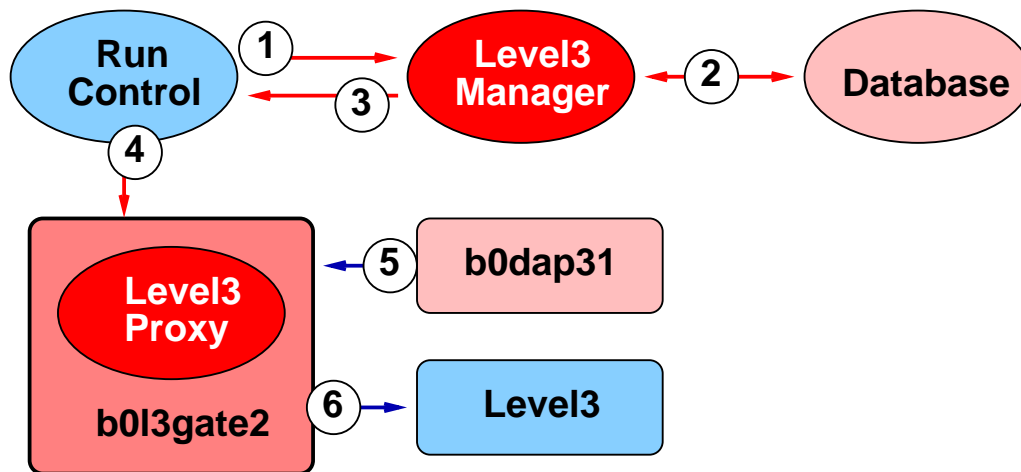 Run
Control
1
Level3
Manager
2
Database
3
4
Level3
Proxy
b0l3gate2
5
b0dap31
6
Level3